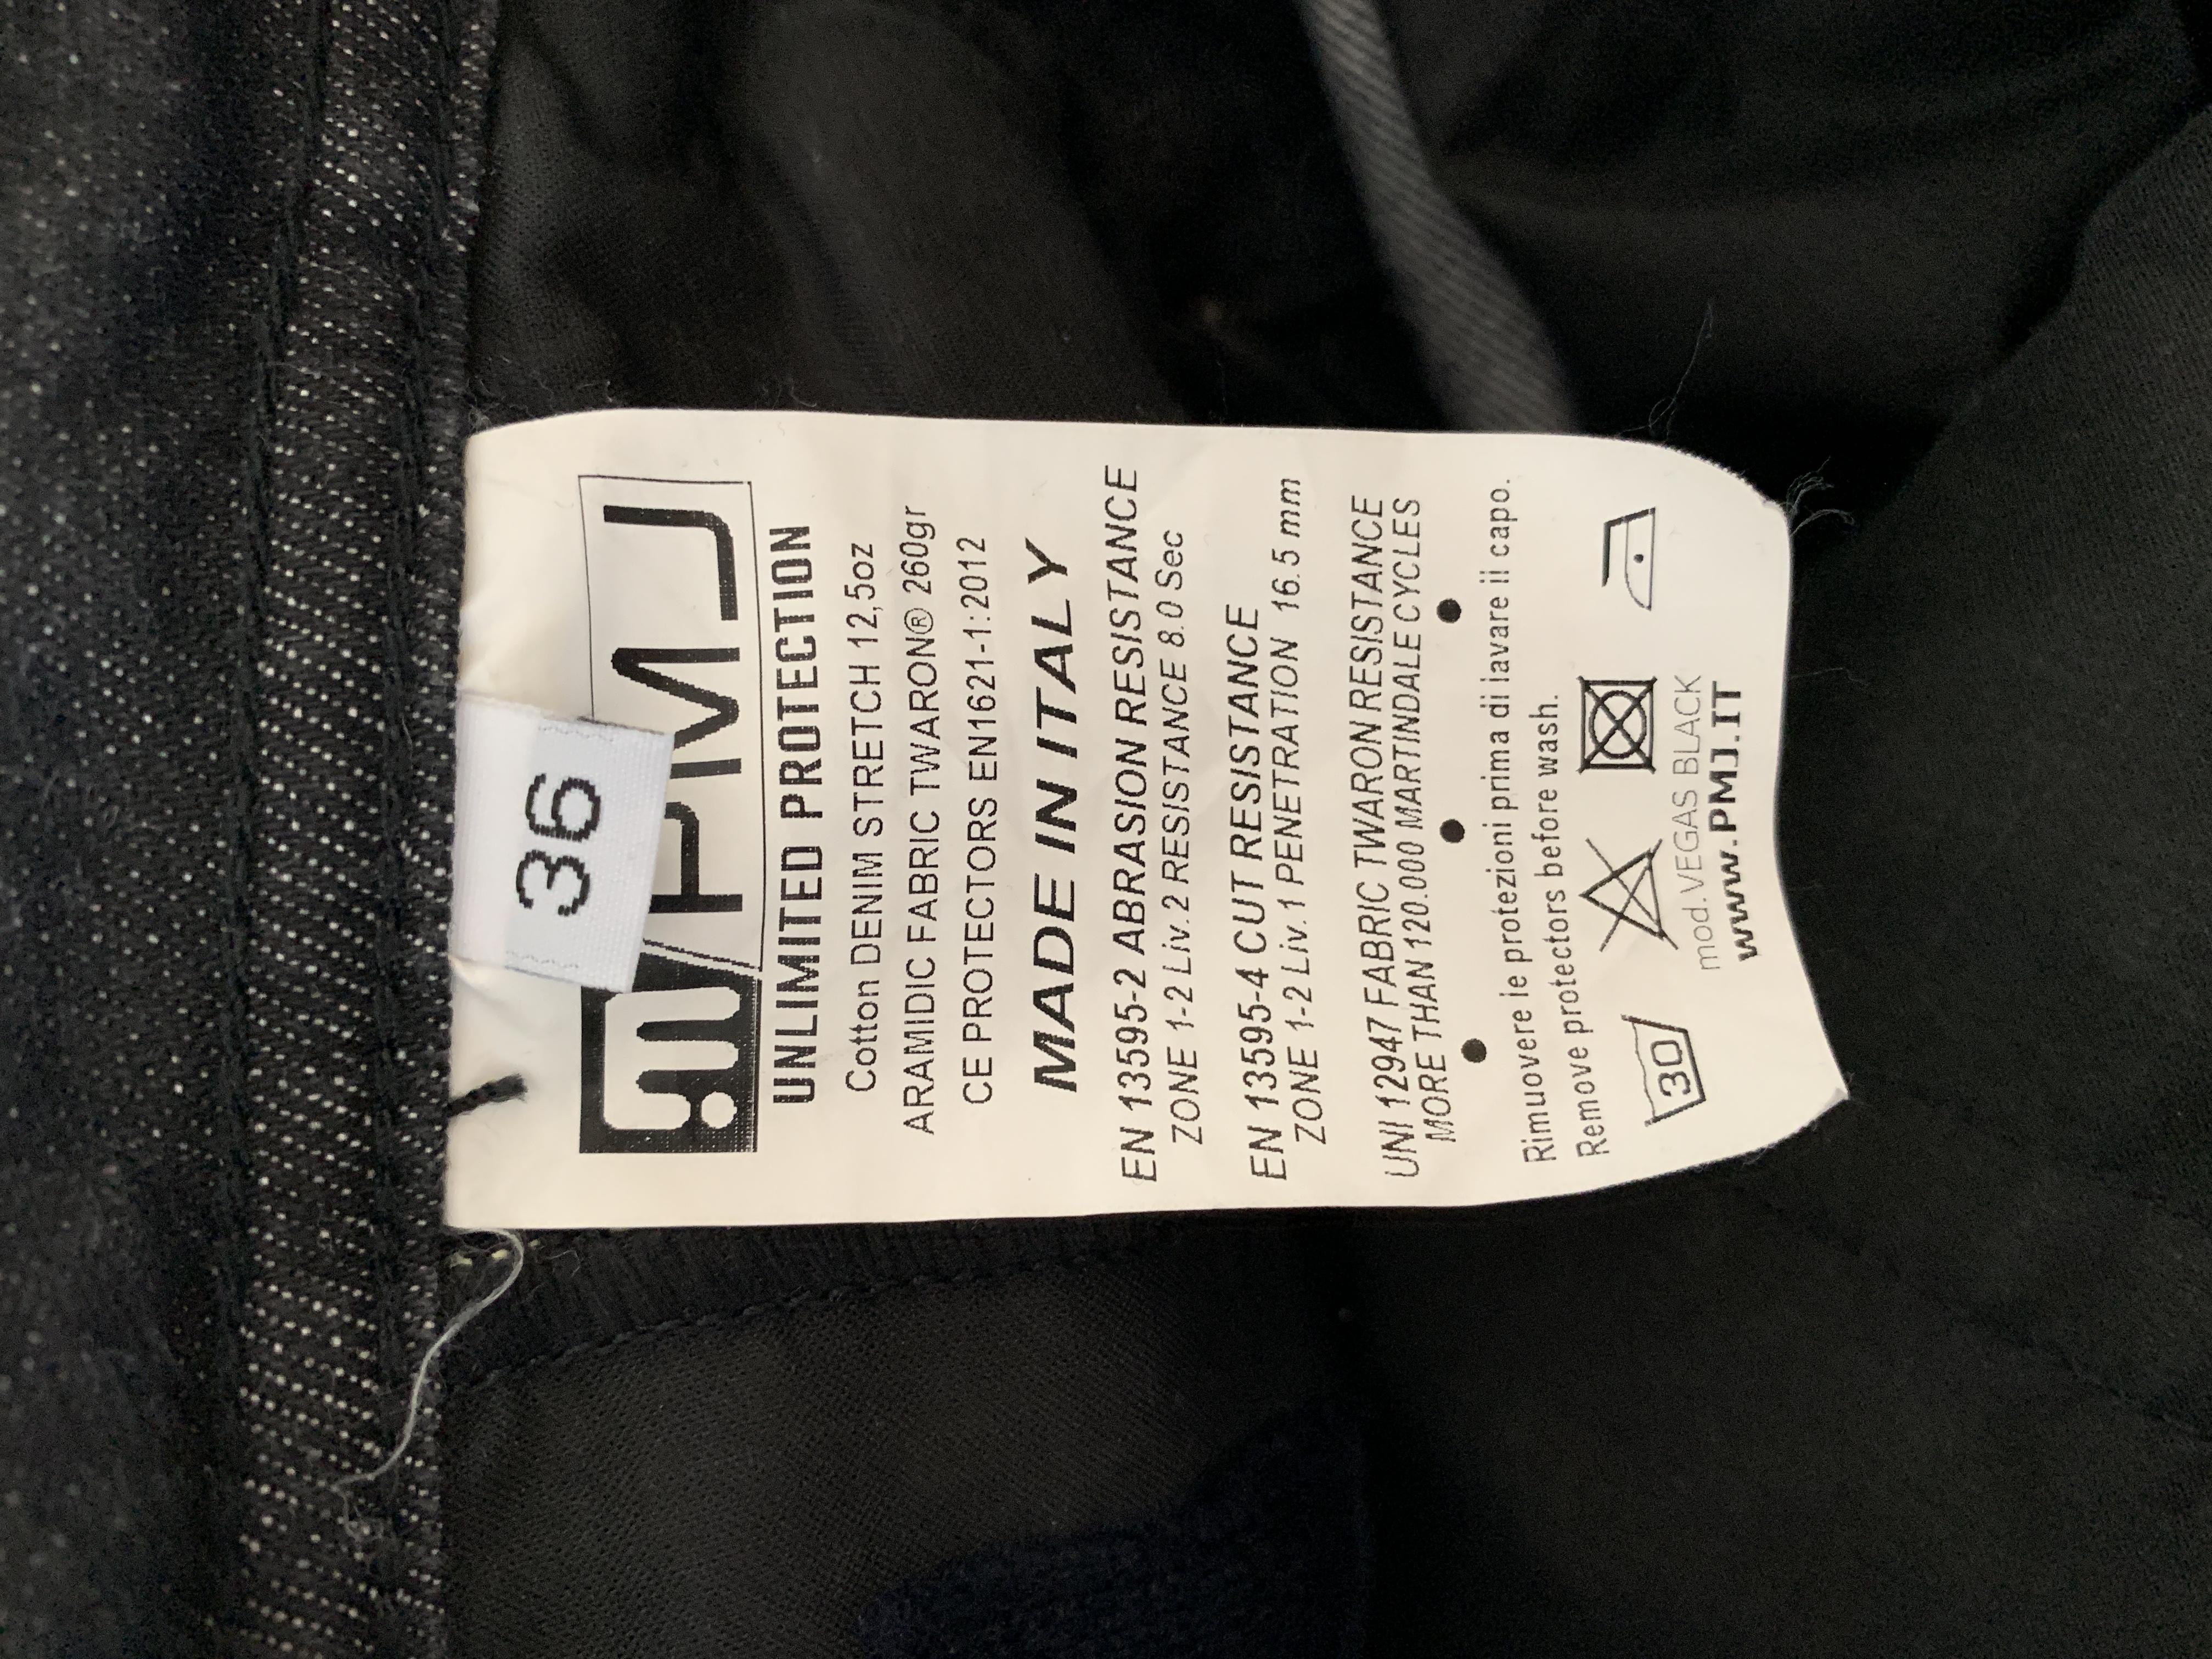 36
PMJ
UNLIMITED PROTECTION
Cotton DENIM STRETCH 12,5oz
ARAMIDIC FABRIC TWARON® 260gr
CE PROTECTORS EN1621-1:2012
MADE IN ITALY
EN 13595-2 ABRASION RESISTANCE
ZONE 1-2 Liv.2 RESISTANCE 8.0 Sec
EN 13595-4 CUT RESISTANCE
ZONE 1-2 Liv.1 PENETRATION 16.5 mm
UNI 12947 FABRIC TWARON RESISTANCE
MORE THAN 120.000 MARTINDALE CYCLES
Rimuovere le protezioni prima di lavare il capo.
Remove protectors before wash.
30
mod.VEGAS BLACK
www.PMJ.IT